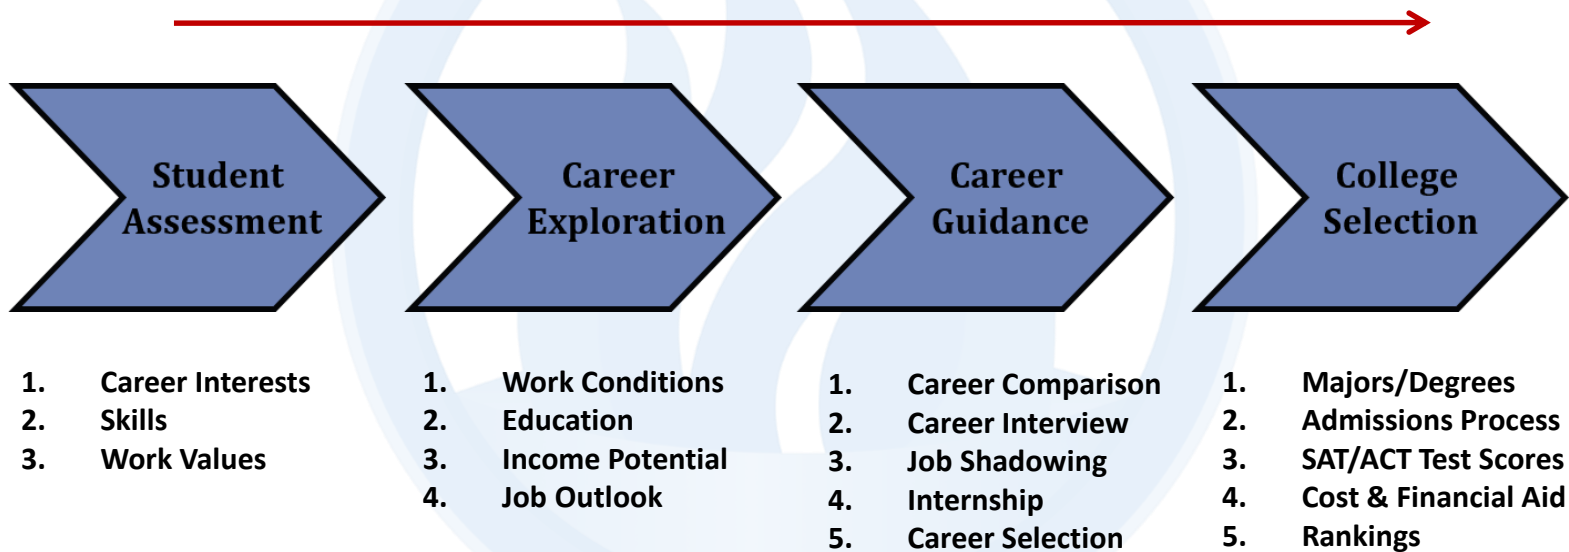 Student
Assessment
Career
Exploration
Career
Guidance
College
Selection
1. Career Interests
2. Skills
3. Work Values
1. Work Conditions
2. Education
3. Income Potential
4. Job Outlook
1. Career Comparison
2. Career Interview
3. Job Shadowing
4. Internship
5. Career Selection
1. Majors/Degrees
2. Admissions Process
3. SAT/ACT Test Scores
4. Cost & Financial Aid
5. Rankings